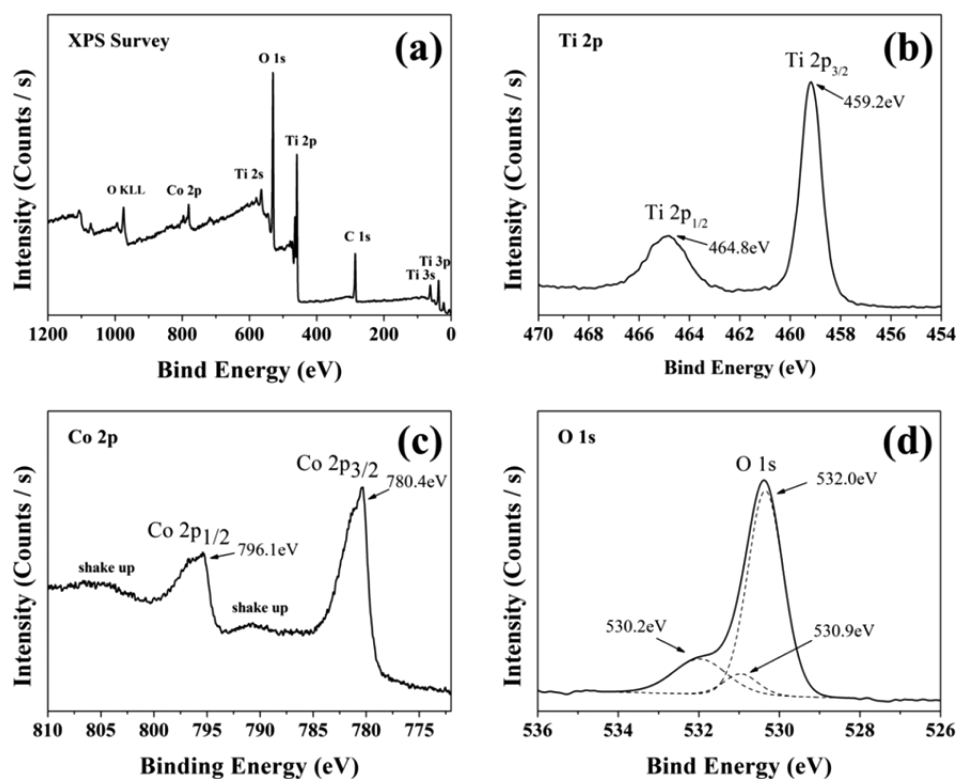 XPS Survey
(a)
O 1s
Ti 2p
Ti 2s
O KLL
Co 2p
C 1s
Ti 3p
Ti 3s
1200 1000 800 600 400 200 0
Bind Energy (eV)
Intensity (Counts / s)
Ti 2p
(b)
Ti 2p3/2
459.2eV
Ti 2p1/2
464.8eV
470 468 466 464 462 460 458 456 454
Bind Energy (eV)
Intensity (Counts / s)
Co 2p
(c)
Co 2p3/2
780.4eV
Co 2p1/2
796.1eV
shake up
shake up
810 805 800 795 790 785 780 775
Binding Energy (eV)
Intensity (Counts / s)
O 1s
(d)
O 1s
532.0eV
530.2eV
530.9eV
536 534 532 530 528 526
Bind Energy (eV)
Intensity (Counts / s)